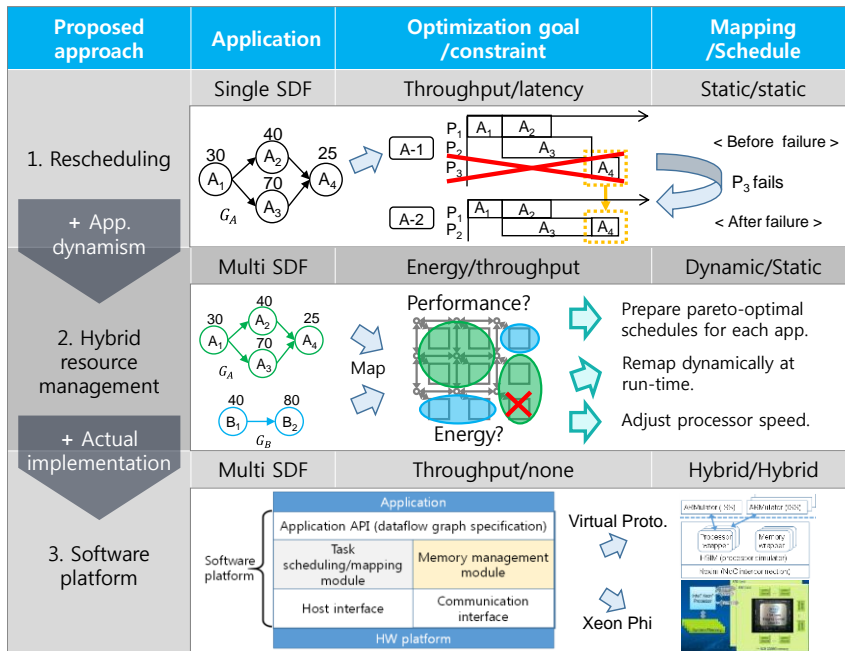 Proposed approach
Application
Optimization goal /constraint
Mapping /Schedule
Single SDF
Throughput/latency
Static/static
1. Rescheduling
30
40
70
25
A1
A2
A3
A4
GA
A-1
P1
P2
P3
A1
A2
A3
A4
< Before failure >
P3 fails
A-2
P1
P2
A1
A2
A3
A4
< After failure >
+ App. dynamism
Multi SDF
Energy/throughput
Dynamic/Static
2. Hybrid resource management
30
40
70
25
A1
A2
A3
A4
GA
40
80
B1
B2
GB
Map
Performance?
Energy?
Prepare pareto-optimal schedules for each app.
Remap dynamically at run-time.
Adjust processor speed.
+ Actual implementation
Multi SDF
Throughput/none
Hybrid/Hybrid
3. Software platform
Software platform
Application
Application API (dataflow graph specification)
Task scheduling/mapping module
Memory management module
Host interface
Communication interface
HW platform
Virtual Proto.
Xeon Phi
Processor wrapper
Memory wrapper
(processor simulator)